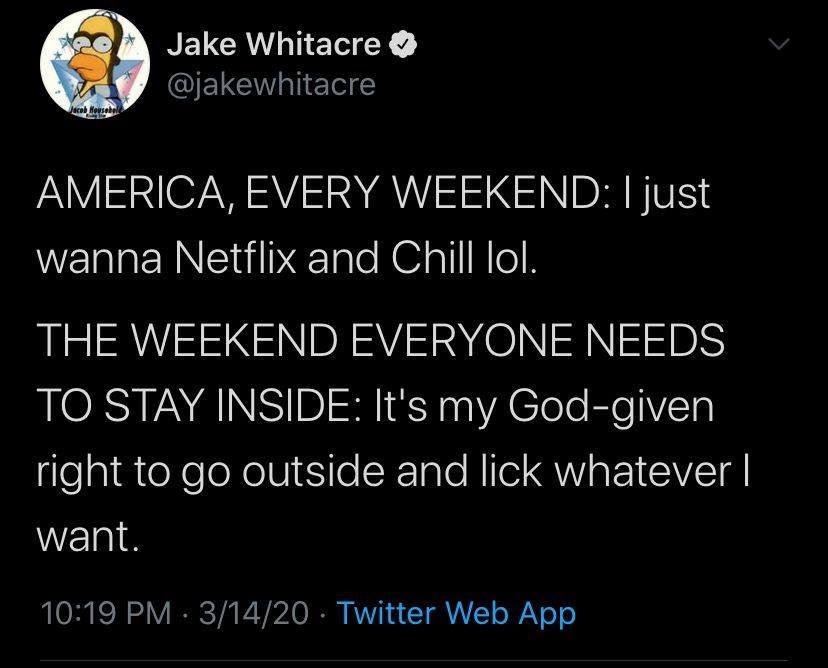 Jake Whitacre
@jakewhitacre
AMERICA, EVERY WEEKEND: I just
wanna Netflix and Chill lol.
THE WEEKEND EVERYONE NEEDS
TO STAY INSIDE: It's my God-given
right to go outside and lick whatever I
want.
10:19 PM · 3/14/20 · Twitter Web App